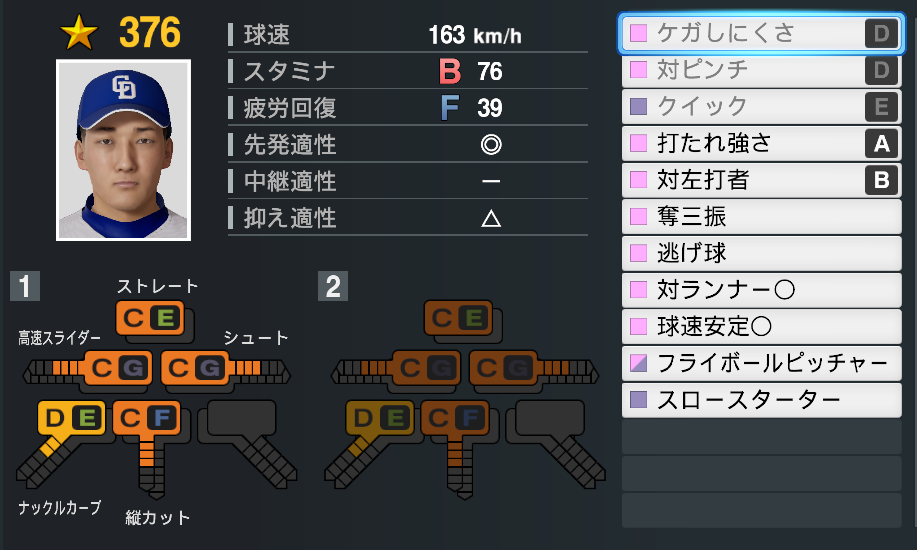 376
CD
球速 163 km/h
スタミナ B 76
疲労回復 F 39
先発適性 ◎
中継適性 ー
抑え適性 △
1
ストレート
C E
高速スライダー
C G
シュート
C G
D E
C F
ナックルカーブ
縦カット
2
C E
C G
C G
D E
C F
ケガしにくさ D
対ピンチ D
クイック E
打たれ強さ A
対左打者 B
奪三振
逃げ球
対ランナー〇
球速安定〇
フライボールピッチャー
スロースターター